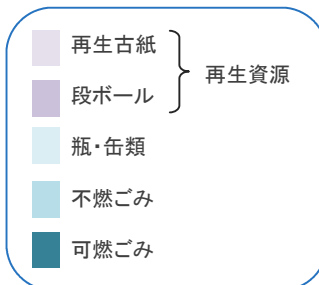 再生古紙
再生資源
段ボール
瓶・缶類
不燃ごみ
可燃ごみ